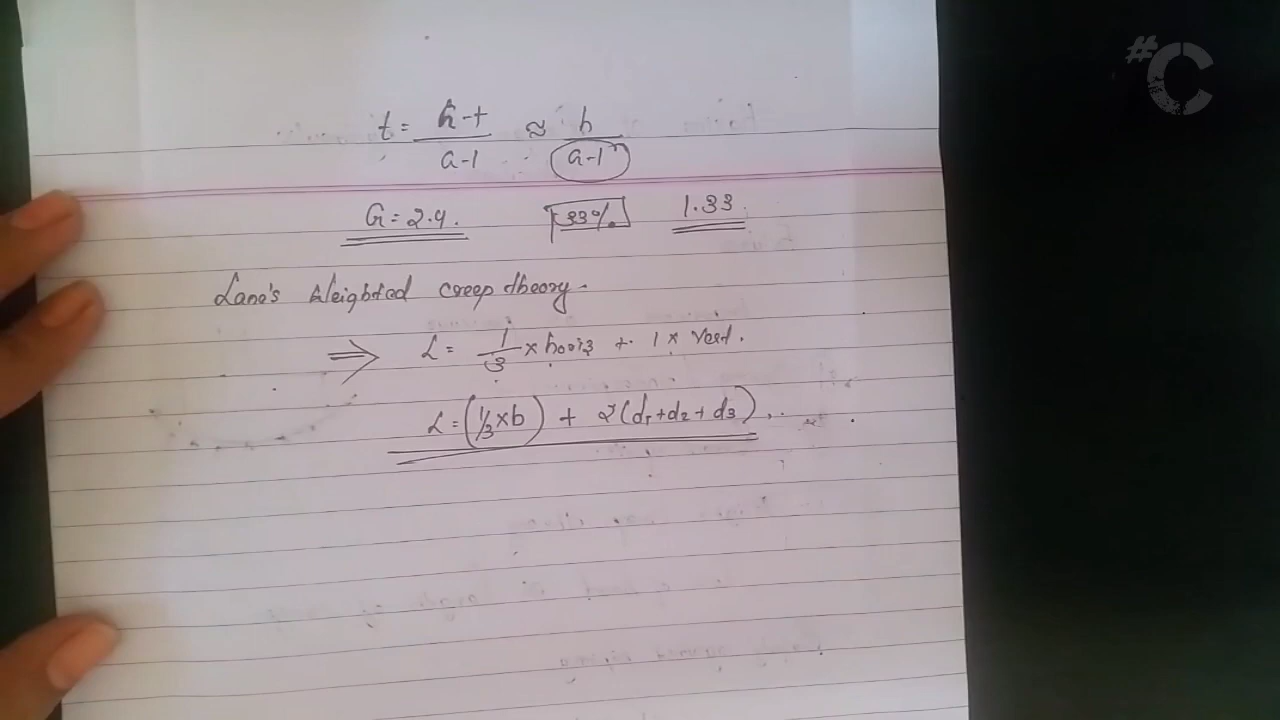 #C
t = h-t / G-1 ≈ h / G-1
G = 2.4. 33% 1.33
Lane's Weighted Creep theory.
⇒ L = 1/3 × horiz + 1 × Vert.
L = (1/3 × b) + 2(d1 + d2 + d3),..